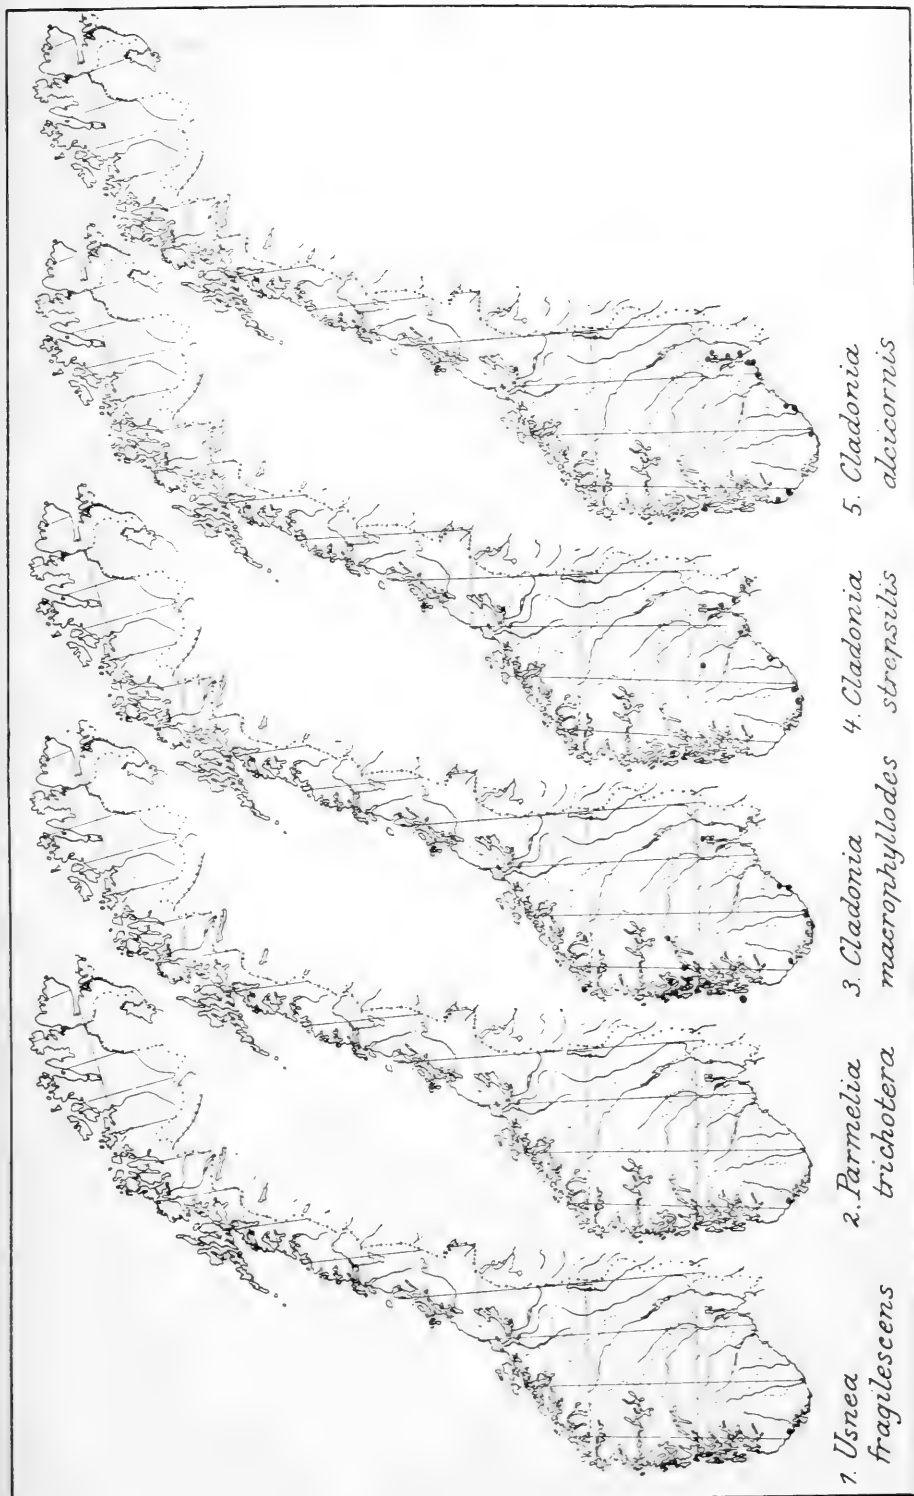 1. Usnea
fragilescens
2. Parmelia
trichotera
3. Cladonia
macrophyllodes
4. Cladonia
strepsilis
5. Cladonia
alcicornis